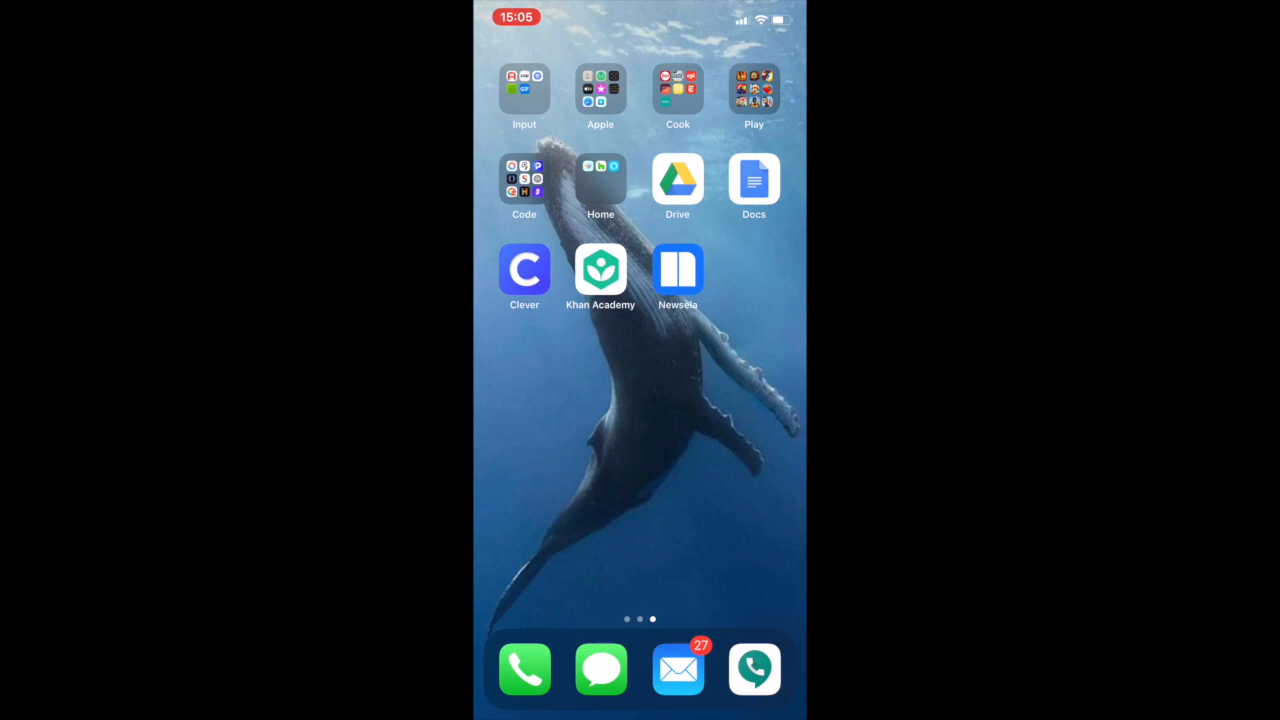 15:05
Input
Apple
Cook
Play
Code
Home
Drive
Docs
Clever
Khan Academy
Newsela
27